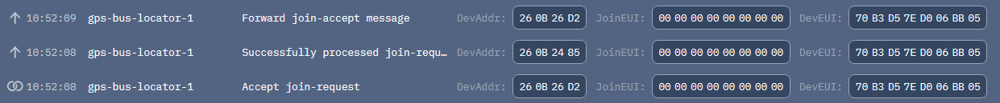 10:52:09 gps-bus-locator-1 Forward join-accept message DevAddr: 26 0B 26 D2 JoinEUI: 00 00 00 00 00 00 00 00 DevEUI: 70 B3 D5 7E D0 06 BB 05
10:52:08 gps-bus-locator-1 Successfully processed join-requ… DevAddr: 26 0B 24 85 JoinEUI: 00 00 00 00 00 00 00 00 DevEUI: 70 B3 D5 7E D0 06 BB 05
10:52:08 gps-bus-locator-1 Accept join-request DevAddr: 26 0B 26 D2 JoinEUI: 00 00 00 00 00 00 00 00 DevEUI: 70 B3 D5 7E D0 06 BB 05